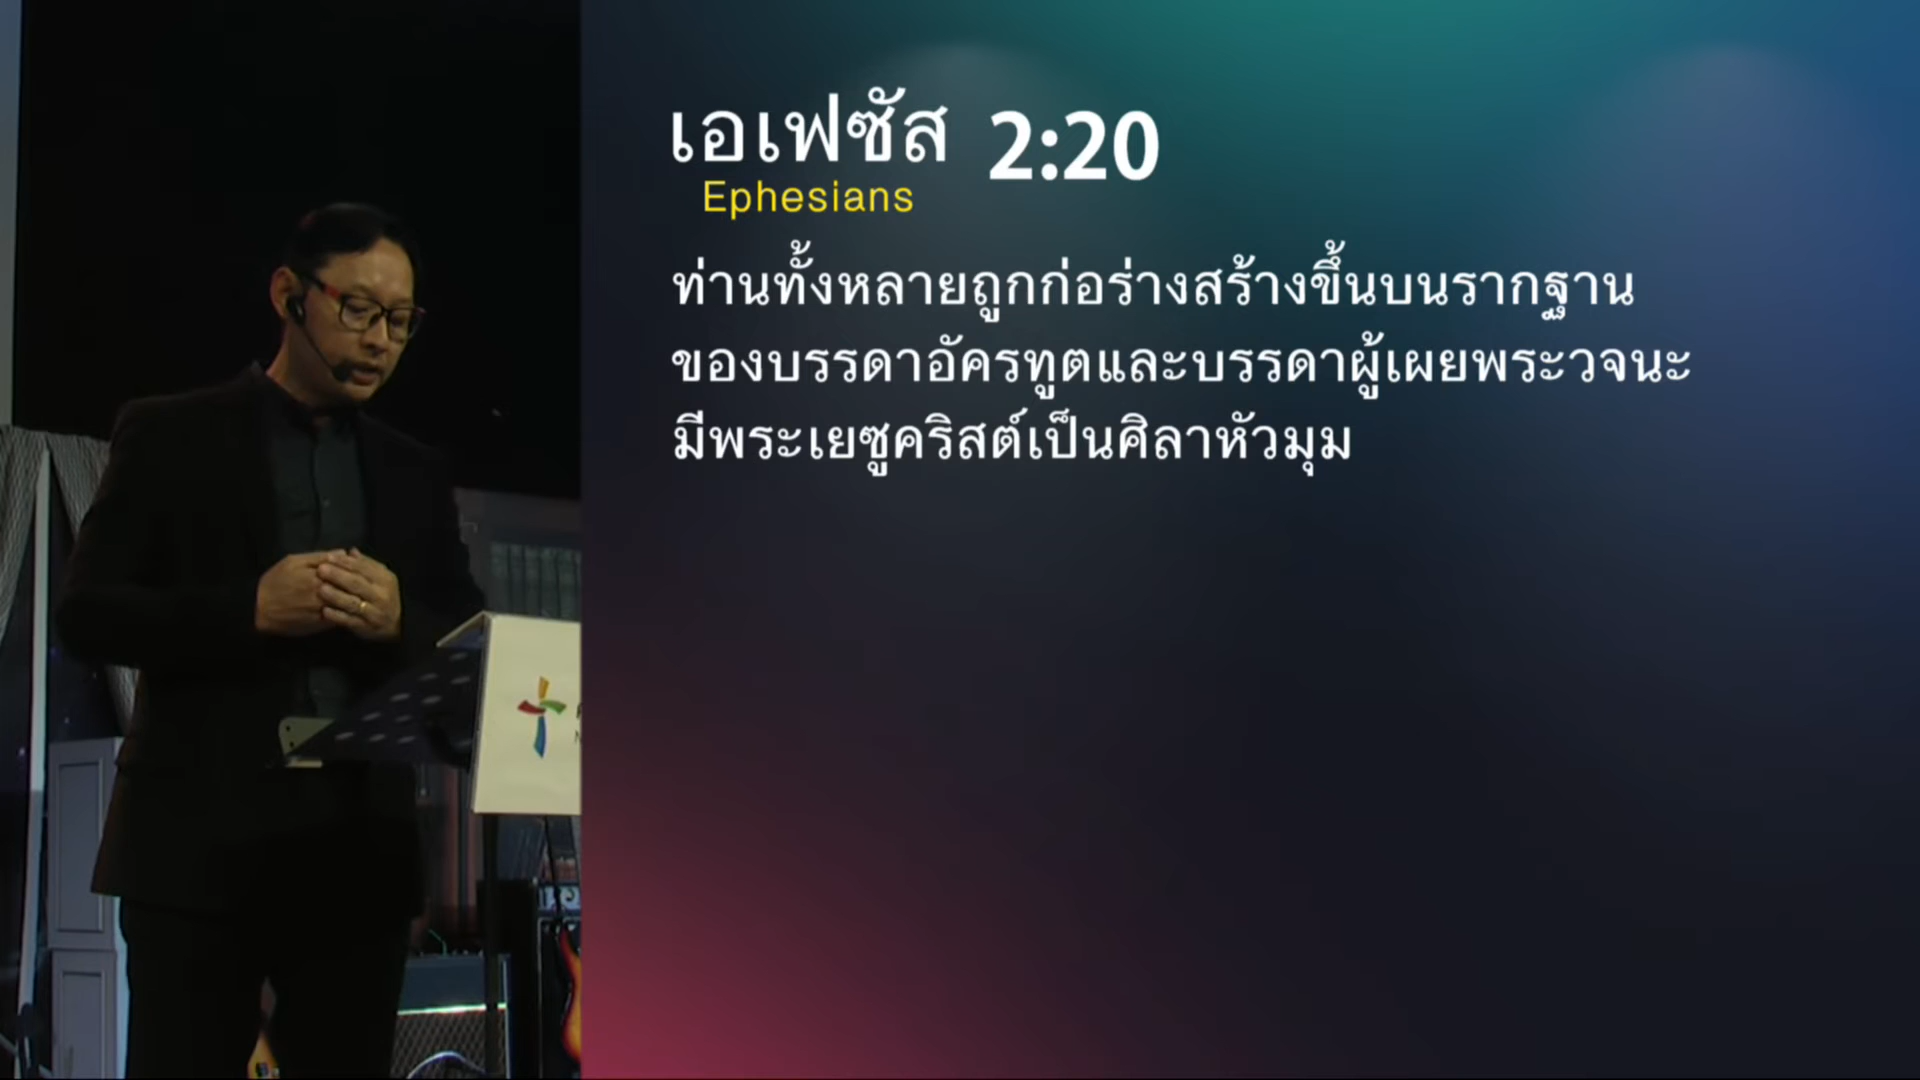 เอเฟซัส 2:20
Ephesians
ท่านทั้งหลายถูกก่อร่างสร้างขึ้นบนรากฐาน
ของบรรดาอัครทูตและบรรดาผู้เผยพระวจนะ
มีพระเยซูคริสต์เป็นศิลาหัวมุม